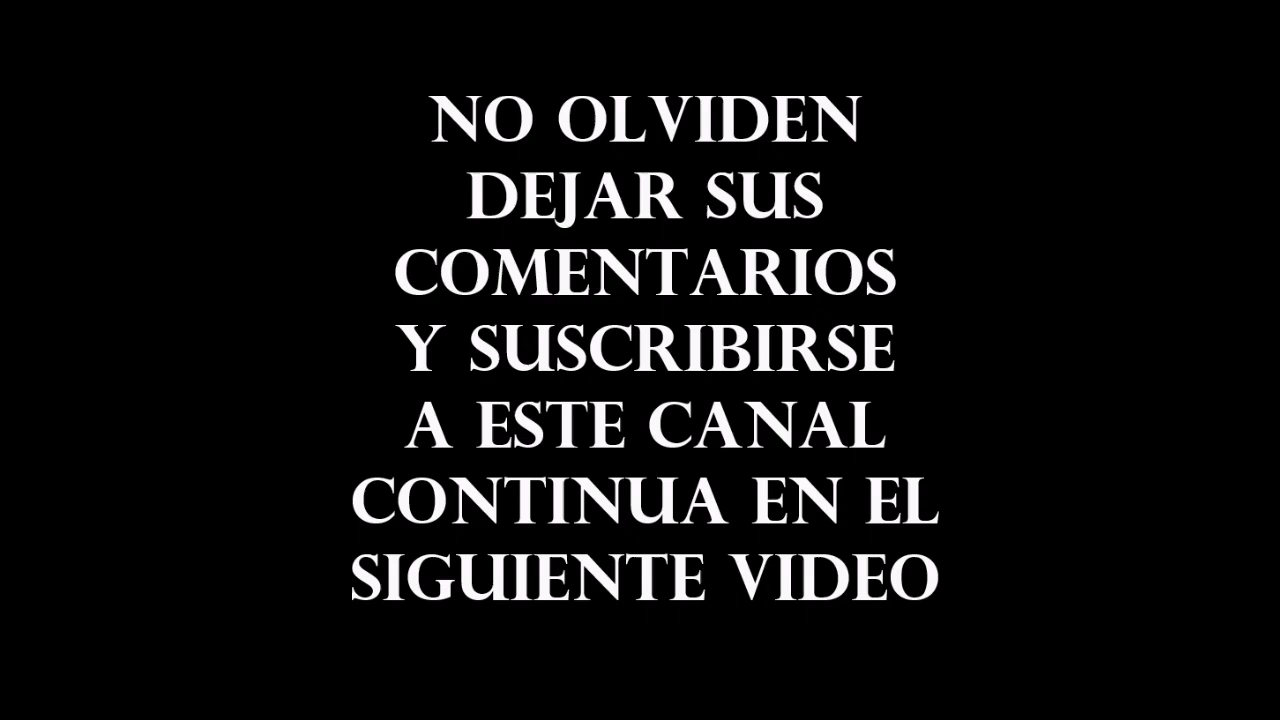 NO OLVIDEN
DEJAR SUS
COMENTARIOS
Y SUSCRIBIRSE
A ESTE CANAL
CONTINUA EN EL
SIGUIENTE VIDEO